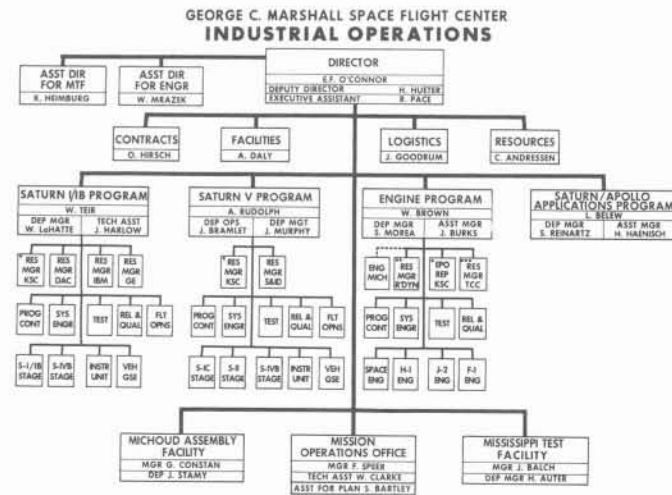 GEORGE C. MARSHALL SPACE FLIGHT CENTER
INDUSTRIAL OPERATIONS
DIRECTOR
E.F. O'CONNOR
DEPUTY DIRECTOR H. HUETER
EXECUTIVE ASSISTANT R. PACE
ASST DIR
FOR MTF
K. HEIMBURG
ASST DIR
FOR ENGR
W. MRAZEK
CONTRACTS
O. HIRSCH
FACILITIES
A. DALY
LOGISTICS
J. GOODRUM
RESOURCES
C. ANDRESSEN
SATURN I/IB PROGRAM
W. TEIR
DEP MGR TECH ASST
W. LaHATTE J. HARLOW
*RES
MGR
KSC
RES
MGR
DAC
RES
MGR
IBM
RES
MGR
GE
PROG
CONT
SYS
ENGR
TEST
REL &
QUAL
FLT
OPNS
S-I/IB
STAGE
S-IVB
STAGE
INSTR
UNIT
VEH
GSE
SATURN V PROGRAM
A. RUDOLPH
DEP OPS DEP MGT
J. BRAMLET J. MURPHY
*RES
MGR
KSC
RES
MGR
S&ID
PROG
CONT
SYS
ENGR
TEST
REL &
QUAL
FLT
OPNS
S-IC
STAGE
S-II
STAGE
S-IVB
STAGE
INSTR
UNIT
VEH
GSE
ENGINE PROGRAM
W. BROWN
DEP MGR ASST MGR
S. MOREA J. BURKS
ENG
MICH
**RES
MGR
R'DYN
*EPO
REP
KSC
***RES
MGR
TCC
PROG
CONT
SYS
ENGR
TEST
REL &
QUAL
SPACE
ENG
H-I
ENG
J-2
ENG
F-I
ENG
SATURN/APOLLO
APPLICATIONS PROGRAM
L. BELEW
DEP MGR ASST MGR
S. REINARTZ H. HAENISCH
MICHOUD ASSEMBLY
FACILITY
MGR G. CONSTAN
DEP J. STAMY
MISSION
OPERATIONS OFFICE
MGR F. SPEER
TECH ASST W. CLARKE
ASST FOR PLAN S. BARTLEY
MISSISSIPPI TEST
FACILITY
MGR J. BALCH
DEP MGR H. AUTER